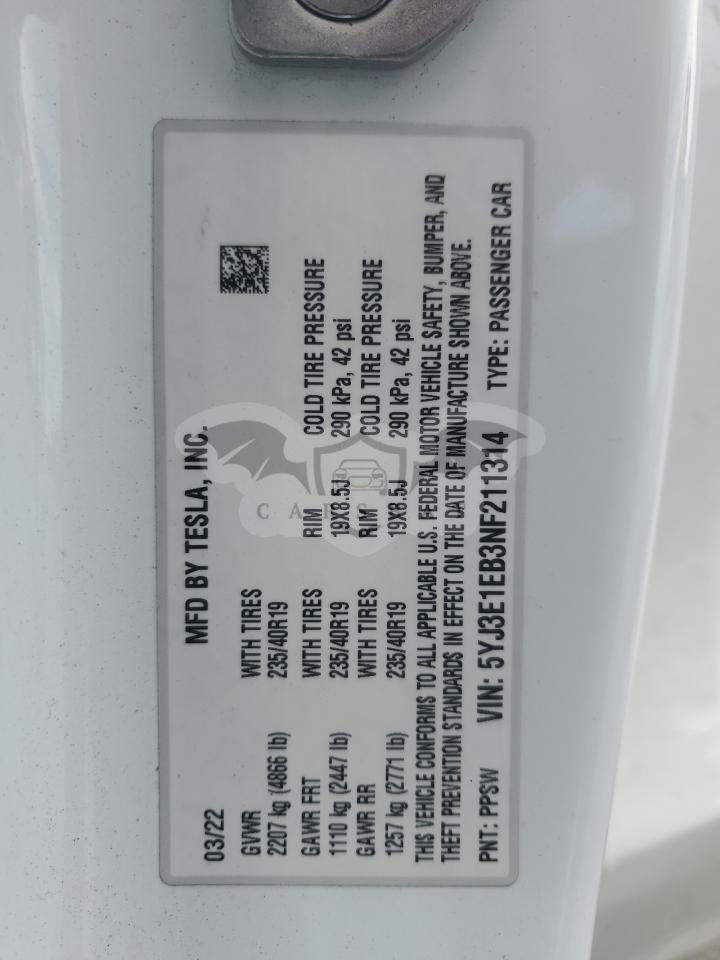 MFD BY TESLA, INC.
03/22
GVWR WITH TIRES
2207 kg (4866 lb) 235/40R19
GAWR FRT WITH TIRES RIM COLD TIRE PRESSURE
1110 kg (2447 lb) 235/40R19 19X8.5J 290 kPa, 42 psi
GAWR RR WITH TIRES RIM COLD TIRE PRESSURE
1257 kg (2771 lb) 235/40R19 19X8.5J 290 kPa, 42 psi
THIS VEHICLE CONFORMS TO ALL APPLICABLE U.S. FEDERAL MOTOR VEHICLE SAFETY, BUMPER, AND
THEFT PREVENTION STANDARDS IN EFFECT ON THE DATE OF MANUFACTURE SHOWN ABOVE.
PNT: PPSW VIN: 5YJ3E1EB3NF211314 TYPE: PASSENGER CAR